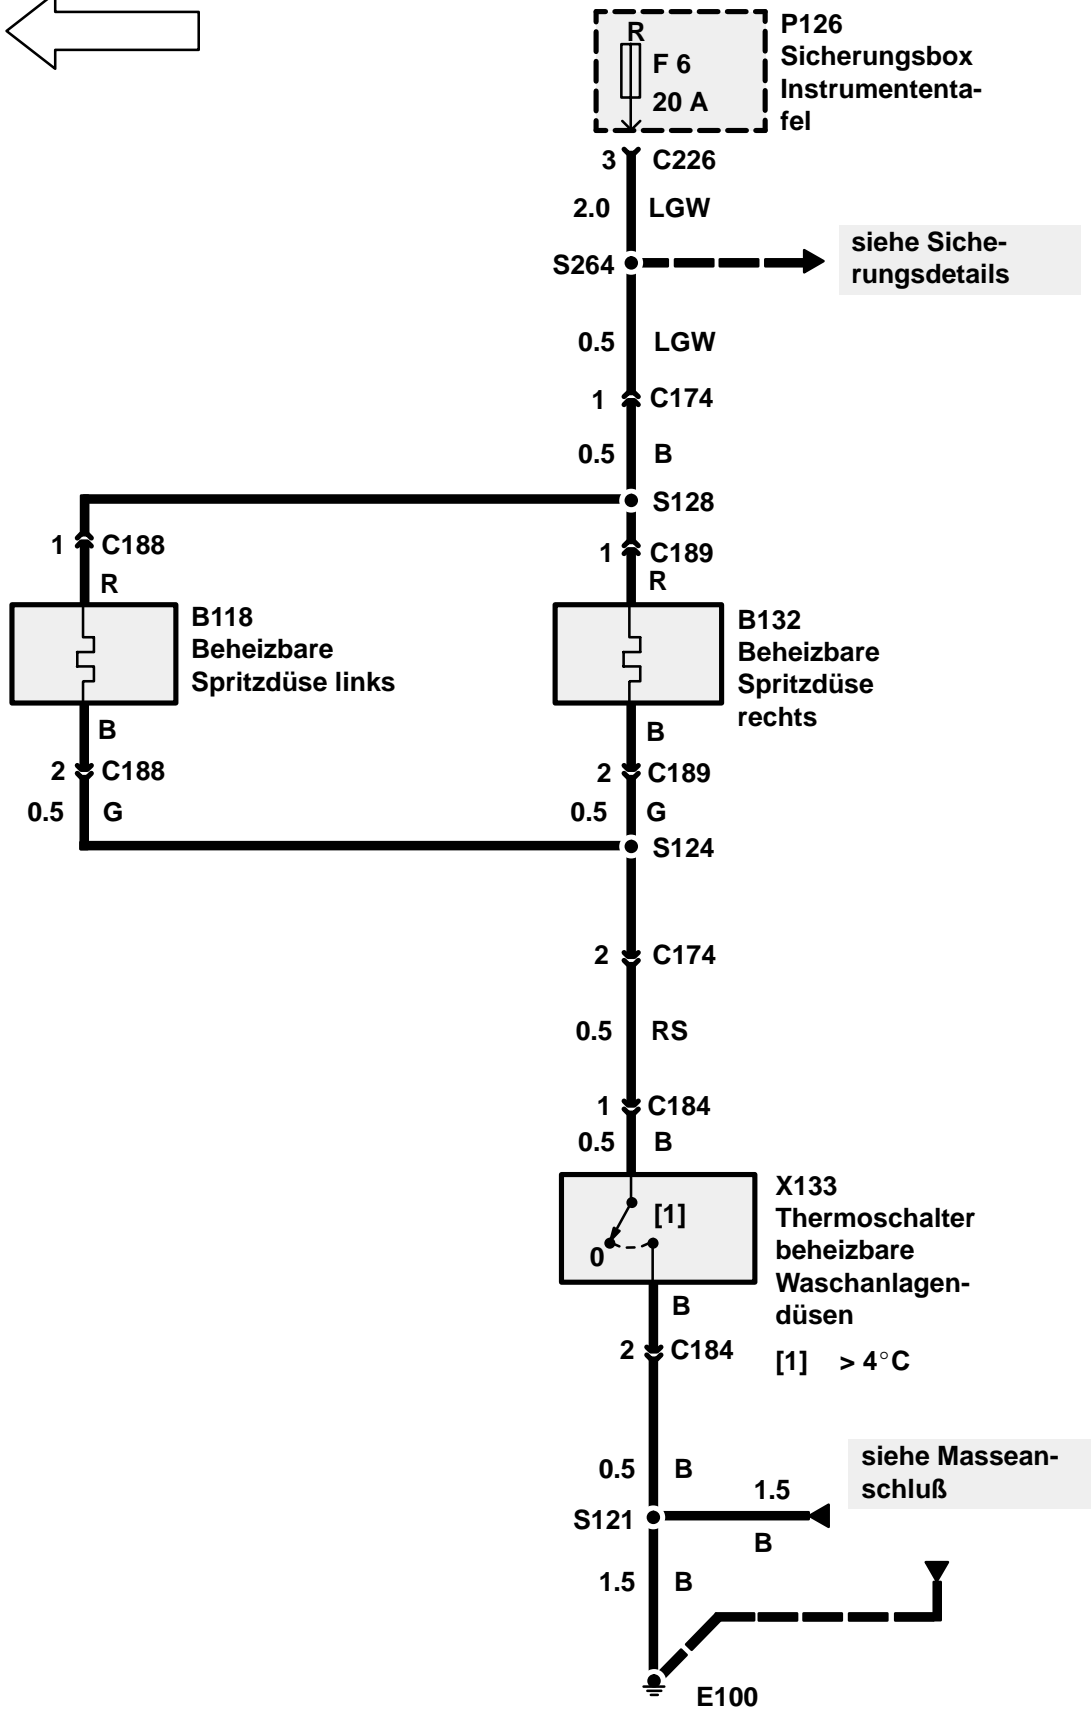 R
F 6
20 A
P126
Sicherungsbox
Instrumententa-
fel
3 C226
2.0 LGW
S264
siehe Siche-
rungsdetails
0.5 LGW
1 C174
0.5 B
S128
1 C188
R
1 C189
R
B118
Beheizbare
Spritzdüse links
B132
Beheizbare
Spritzdüse
rechts
B
2 C188
0.5 G
B
2 C189
0.5 G
S124
2 C174
0.5 RS
1 C184
0.5 B
[1]
0
X133
Thermoschalter
beheizbare
Waschanlagen-
düsen
[1] > 4°C
B
2 C184
0.5 B
siehe Massean-
schluß
1.5
S121
B
1.5 B
E100